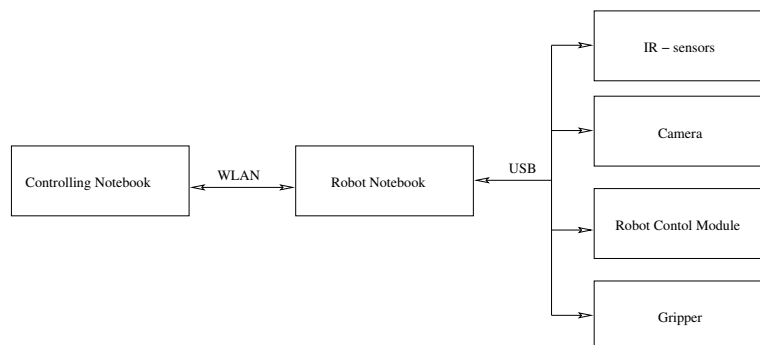 IR – sensors
Camera
Controlling Notebook
WLAN
Robot Notebook
USB
Robot Contol Module
Gripper